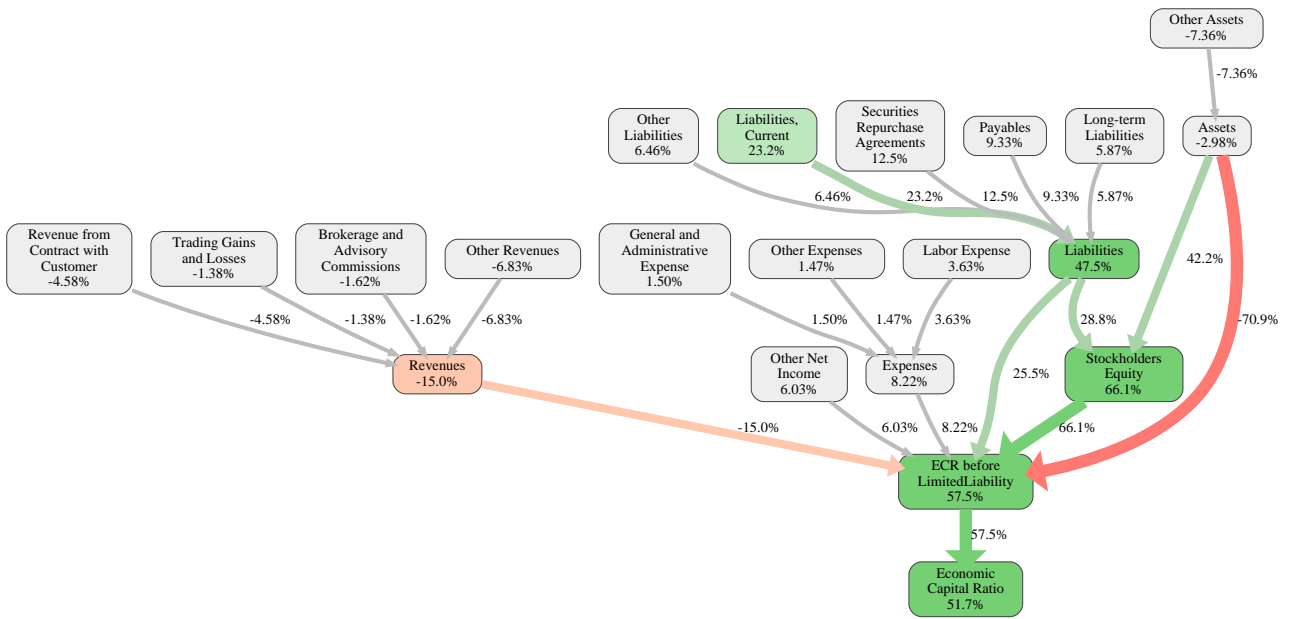 Other Assets
-7.36%
-7.36%
Other
Liabilities
6.46%
Liabilities,
Current
23.2%
Securities
Repurchase
Agreements
12.5%
Payables
9.33%
Long-term
Liabilities
5.87%
Assets
-2.98%
6.46%
23.2%
12.5%
9.33%
5.87%
Revenue from
Contract with
Customer
-4.58%
Trading Gains
and Losses
-1.38%
Brokerage and
Advisory
Commissions
-1.62%
Other Revenues
-6.83%
General and
Administrative
Expense
1.50%
Other Expenses
1.47%
Labor Expense
3.63%
Liabilities
47.5%
42.2%
-4.58%
-1.38%
-1.62%
-6.83%
1.50%
1.47%
3.63%
28.8%
-70.9%
Revenues
-15.0%
Other Net
Income
6.03%
Expenses
8.22%
25.5%
Stockholders
Equity
66.1%
-15.0%
6.03%
8.22%
66.1%
ECR before
LimitedLiability
57.5%
57.5%
Economic
Capital Ratio
51.7%